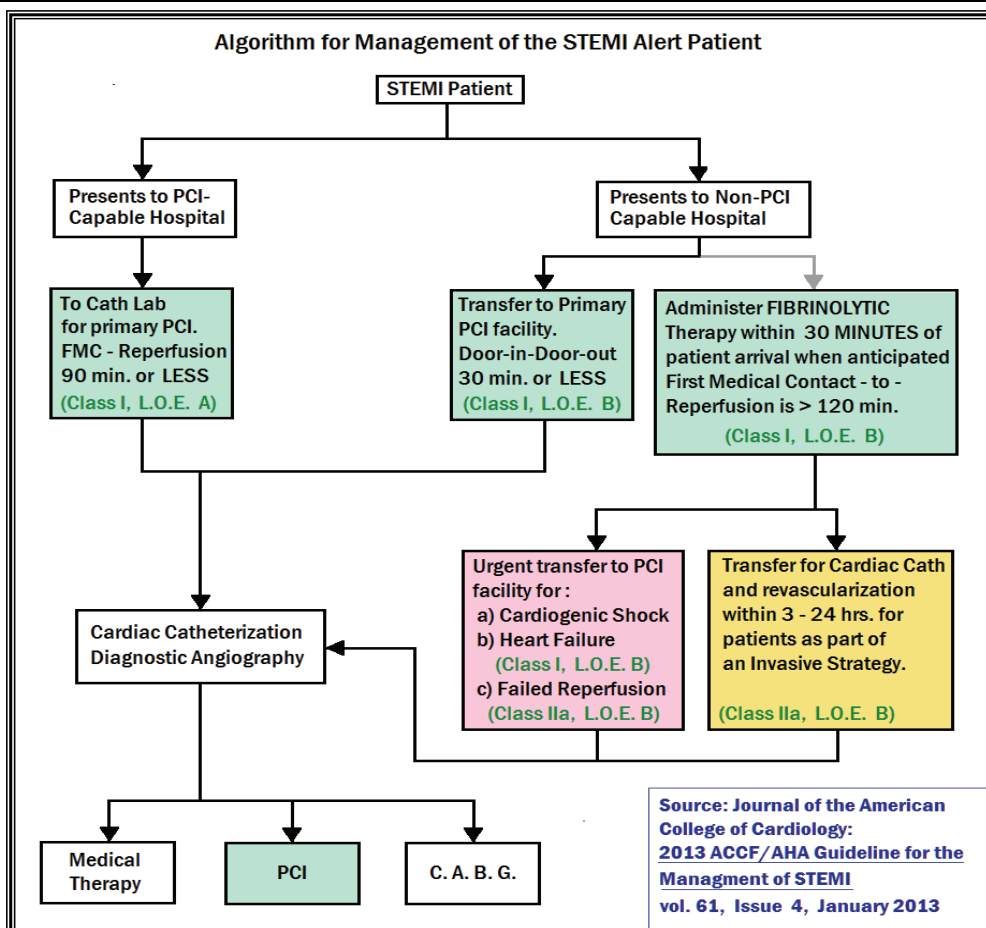 Algorithm for Management of the STEMI Alert Patient
STEMI Patient
Presents to PCI-
Capable Hospital
Presents to Non-PCI
Capable Hospital
To Cath Lab
for primary PCI.
FMC - Reperfusion
90 min. or LESS
(Class I, L.O.E. A)
Transfer to Primary
PCI facility.
Door-in-Door-out
30 min. or LESS
(Class I, L.O.E. B)
Administer FIBRINOLYTIC
Therapy within 30 MINUTES of
patient arrival when anticipated
First Medical Contact - to -
Reperfusion is > 120 min.
(Class I, L.O.E. B)
Urgent transfer to PCI
facility for :
a) Cardiogenic Shock
b) Heart Failure
(Class I, L.O.E. B)
c) Failed Reperfusion
(Class IIa, L.O.E. B)
Transfer for Cardiac Cath
and revascularization
within 3 - 24 hrs. for
patients as part of
an Invasive Strategy.
(Class IIa, L.O.E. B)
Cardiac Catheterization
Diagnostic Angiography
Medical
Therapy
PCI
C. A. B. G.
Source: Journal of the American
College of Cardiology:
2013 ACCF/AHA Guideline for the
Managment of STEMI
vol. 61, Issue 4, January 2013